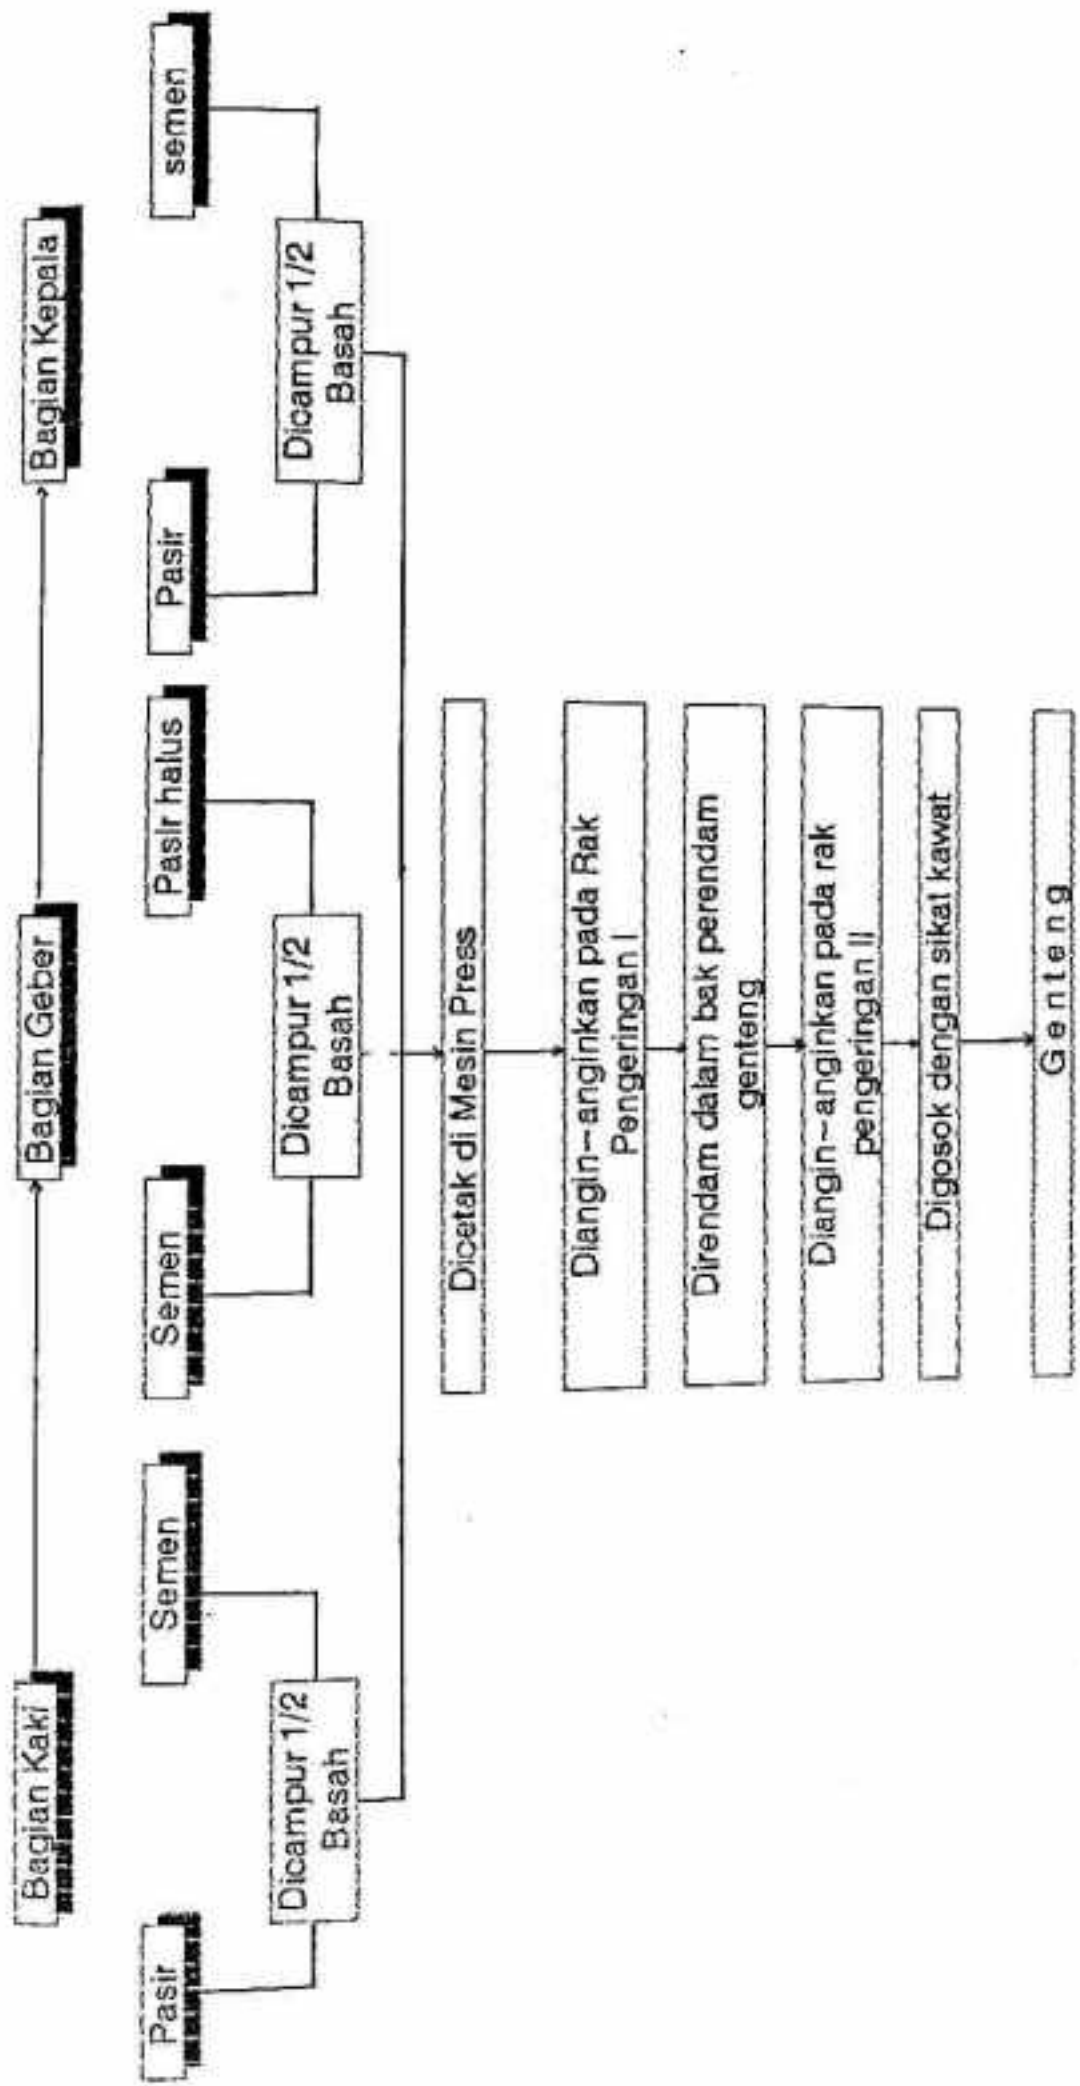 Bagian Kaki
Bagian Geber
Bagian Kepala
Pasir
Semen
Semen
Pasir halus
Pasir
semen
Dicampur 1/2
Basah
Dicampur 1/2
Basah
Dicampur 1/2
Basah
Dicetak di Mesin Press
Diangin-anginkan pada Rak
Pengeringan I
Direndam dalam bak perendam
genteng
Diangin-anginkan pada rak
pengeringan II
Digosok dengan sikat kawat
G e n t e n g